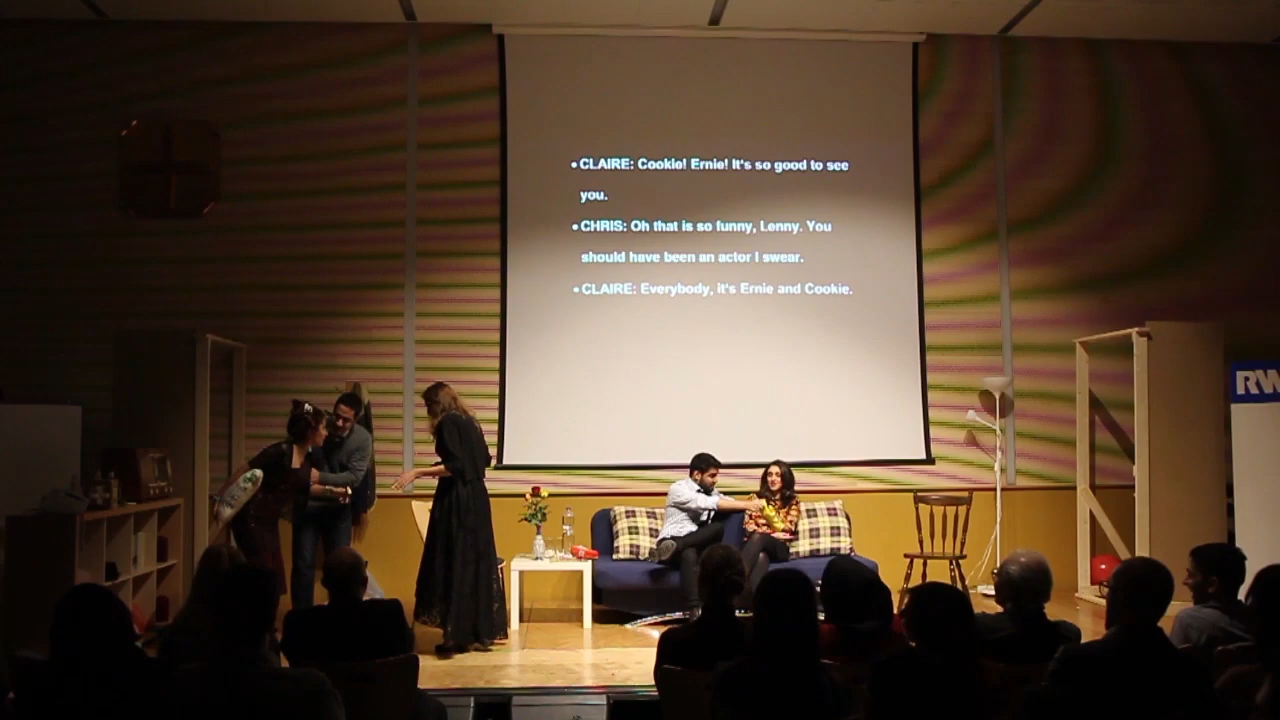 • CLAIRE: Cookie! Ernie! It's so good to see
you.
• CHRIS: Oh that is so funny, Lenny. You
should have been an actor I swear.
• CLAIRE: Everybody, it's Ernie and Cookie.